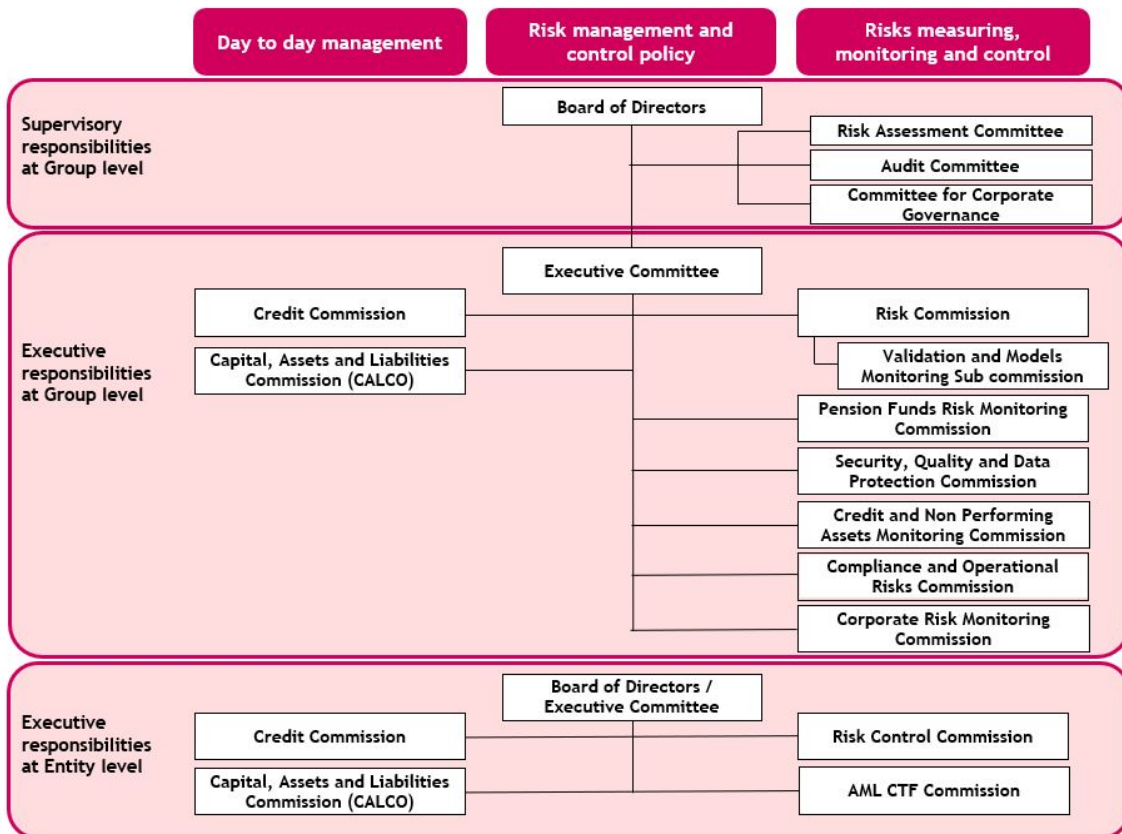 Day to day management
Risk management and
control policy
Risks measuring,
monitoring and control
Supervisory
responsibilities
at Group level
Board of Directors
Risk Assessment Committee
Audit Committee
Committee for Corporate
Governance
Executive
responsibilities
at Group level
Executive Committee
Credit Commission
Risk Commission
Capital, Assets and Liabilities
Commission (CALCO)
Validation and Models
Monitoring Sub commission
Pension Funds Risk Monitoring
Commission
Security, Quality and Data
Protection Commission
Credit and Non Performing
Assets Monitoring Commission
Compliance and Operational
Risks Commission
Corporate Risk Monitoring
Commission
Executive
responsibilities
at Entity level
Board of Directors /
Executive Committee
Credit Commission
Risk Control Commission
Capital, Assets and Liabilities
Commission (CALCO)
AML CTF Commission